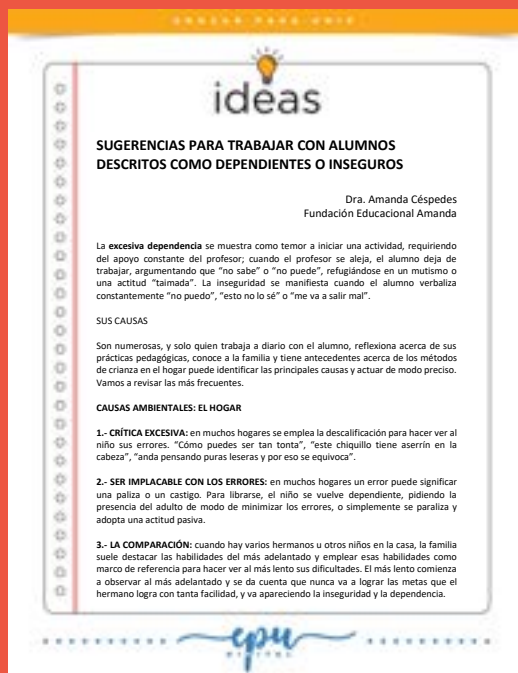 EDUCAR PARA UNIR
ideas
SUGERENCIAS PARA TRABAJAR CON ALUMNOS
DESCRITOS COMO DEPENDIENTES O INSEGUROS
Dra. Amanda Céspedes
Fundación Educacional Amanda
La excesiva dependencia se muestra como temor a iniciar una actividad, requiriendo
del apoyo constante del profesor; cuando el profesor se aleja, el alumno deja de
trabajar, argumentando que “no sabe” o “no puede”, refugiándose en un mutismo o
una actitud “taimada”. La inseguridad se manifiesta cuando el alumno verbaliza
constantemente “no puedo”, “esto no lo sé” o “me va a salir mal”.
SUS CAUSAS
Son numerosas, y solo quien trabaja a diario con el alumno, reflexiona acerca de sus
prácticas pedagógicas, conoce a la familia y tiene antecedentes acerca de los métodos
de crianza en el hogar puede identificar las principales causas y actuar de modo preciso.
Vamos a revisar las más frecuentes.
CAUSAS AMBIENTALES: EL HOGAR
1.- CRÍTICA EXCESIVA: en muchos hogares se emplea la descalificación para hacer ver al
niño sus errores. “Cómo puedes ser tan tonta”, “este chiquillo tiene aserrín en la
cabeza”, “anda pensando puras leseras y por eso se equivoca”.
2.- SER IMPLACABLE CON LOS ERRORES: en muchos hogares un error puede significar
una paliza o un castigo. Para librarse, el niño se vuelve dependiente, pidiendo la
presencia del adulto de modo de minimizar los errores, o simplemente se paraliza y
adopta una actitud pasiva.
3.- LA COMPARACIÓN: cuando hay varios hermanos u otros niños en la casa, la familia
suele destacar las habilidades del más adelantado y emplear esas habilidades como
marco de referencia para hacer ver al más lento sus dificultades. El más lento comienza
a observar al más adelantado y se da cuenta que nunca va a lograr las metas que el
hermano logra con tanta facilidad, y va apareciendo la inseguridad y la dependencia.
epu
DIGITAL